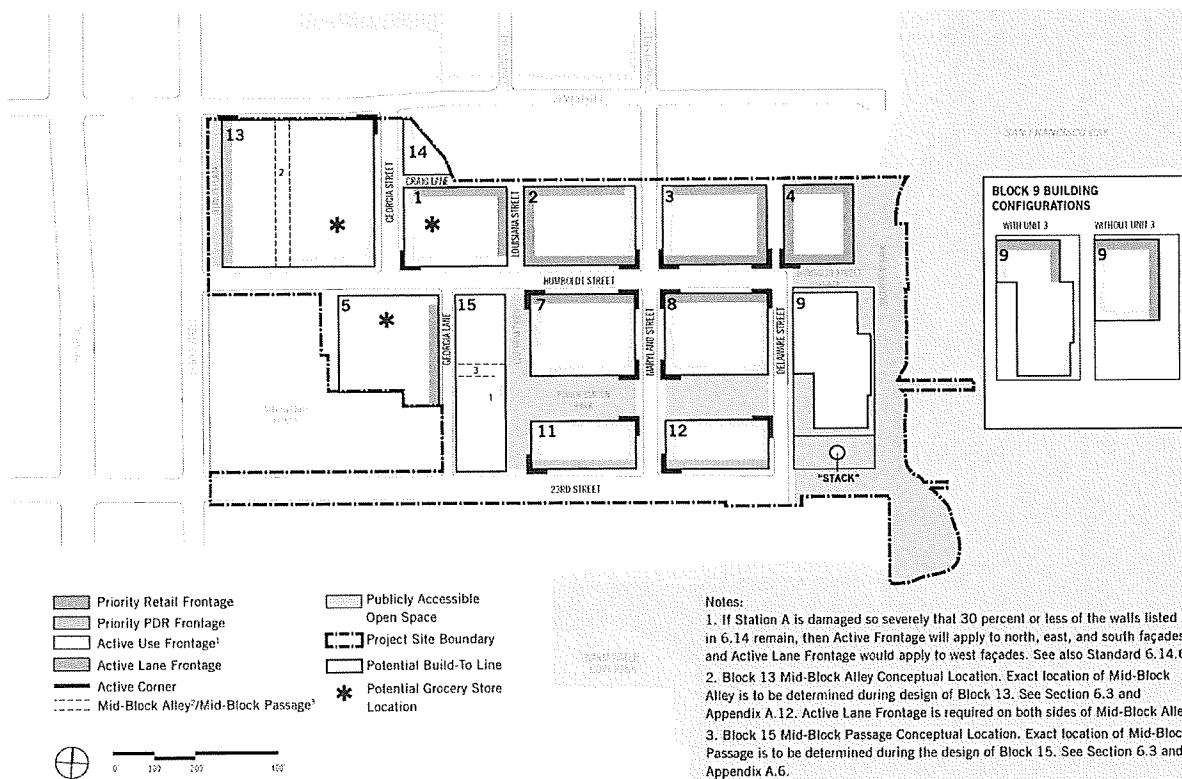 13
14
CRAIG LANE
GEORGIA STREET
2
1
LOUISIANA STREET
2
3
4
HUMBOLDT STREET
5
GEORGIA LANE
15
3
1
7
MARYLAND STREET
8
DELAWARE STREET
9
11
12
23RD STREET
"STACK"
BLOCK 9 BUILDING
CONFIGURATIONS
WITH UNIT 3
WITHOUT UNIT 3
9
9
Priority Retail Frontage
Priority PDR Frontage
Active Use Frontage¹
Active Lane Frontage
Active Corner
Mid-Block Alley²/Mid-Block Passage³
Publicly Accessible
Open Space
Project Site Boundary
Potential Build-To Line
Potential Grocery Store
Location
0 100 200 400'
Notes:
1. If Station A is damaged so severely that 30 percent or less of the walls listed
in 6.14 remain, then Active Frontage will apply to north, east, and south façades
and Active Lane Frontage would apply to west façades. See also Standard 6.14.6
2. Block 13 Mid-Block Alley Conceptual Location. Exact location of Mid-Block
Alley is to be determined during design of Block 13. See Section 6.3 and
Appendix A.12. Active Lane Frontage is required on both sides of Mid-Block Alle
3. Block 15 Mid-Block Passage Conceptual Location. Exact location of Mid-Bloc
Passage is to be determined during the design of Block 15. See Section 6.3 and
Appendix A.6.